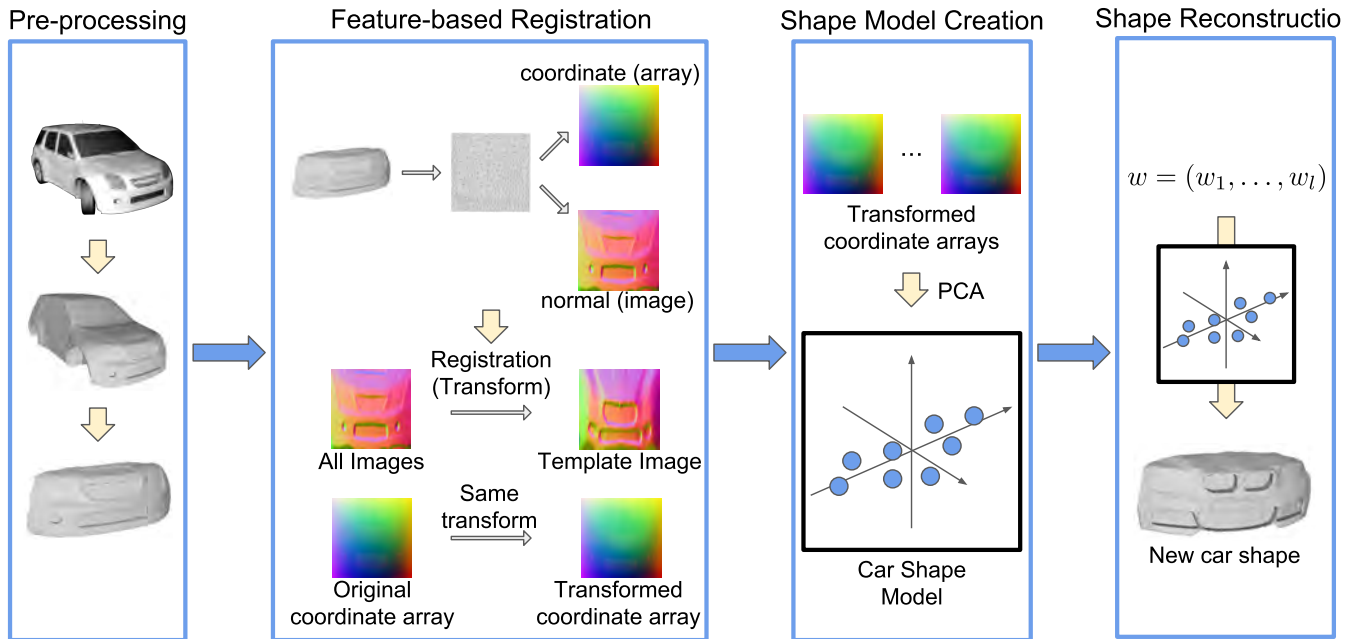 Pre-processing
Feature-based Registration
Shape Model Creation
Shape Reconstructio
coordinate (array)
normal (image)
Registration
(Transform)
All Images
Template Image
Same
transform
Original
coordinate array
Transformed
coordinate array
...
Transformed
coordinate arrays
PCA
Car Shape
Model
w = (w₁, . . . , wₗ)
New car shape